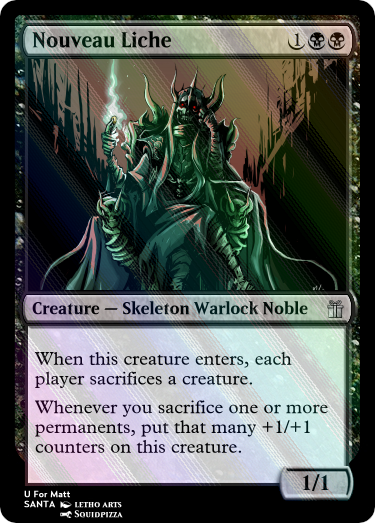 Nouveau Liche 1
Creature — Skeleton Warlock Noble
When this creature enters, each
player sacrifices a creature.
Whenever you sacrifice one or more
permanents, put that many +1/+1
counters on this creature.
1/1
U For Matt
SANTA LETHO ARTS
SQUIDPIZZA